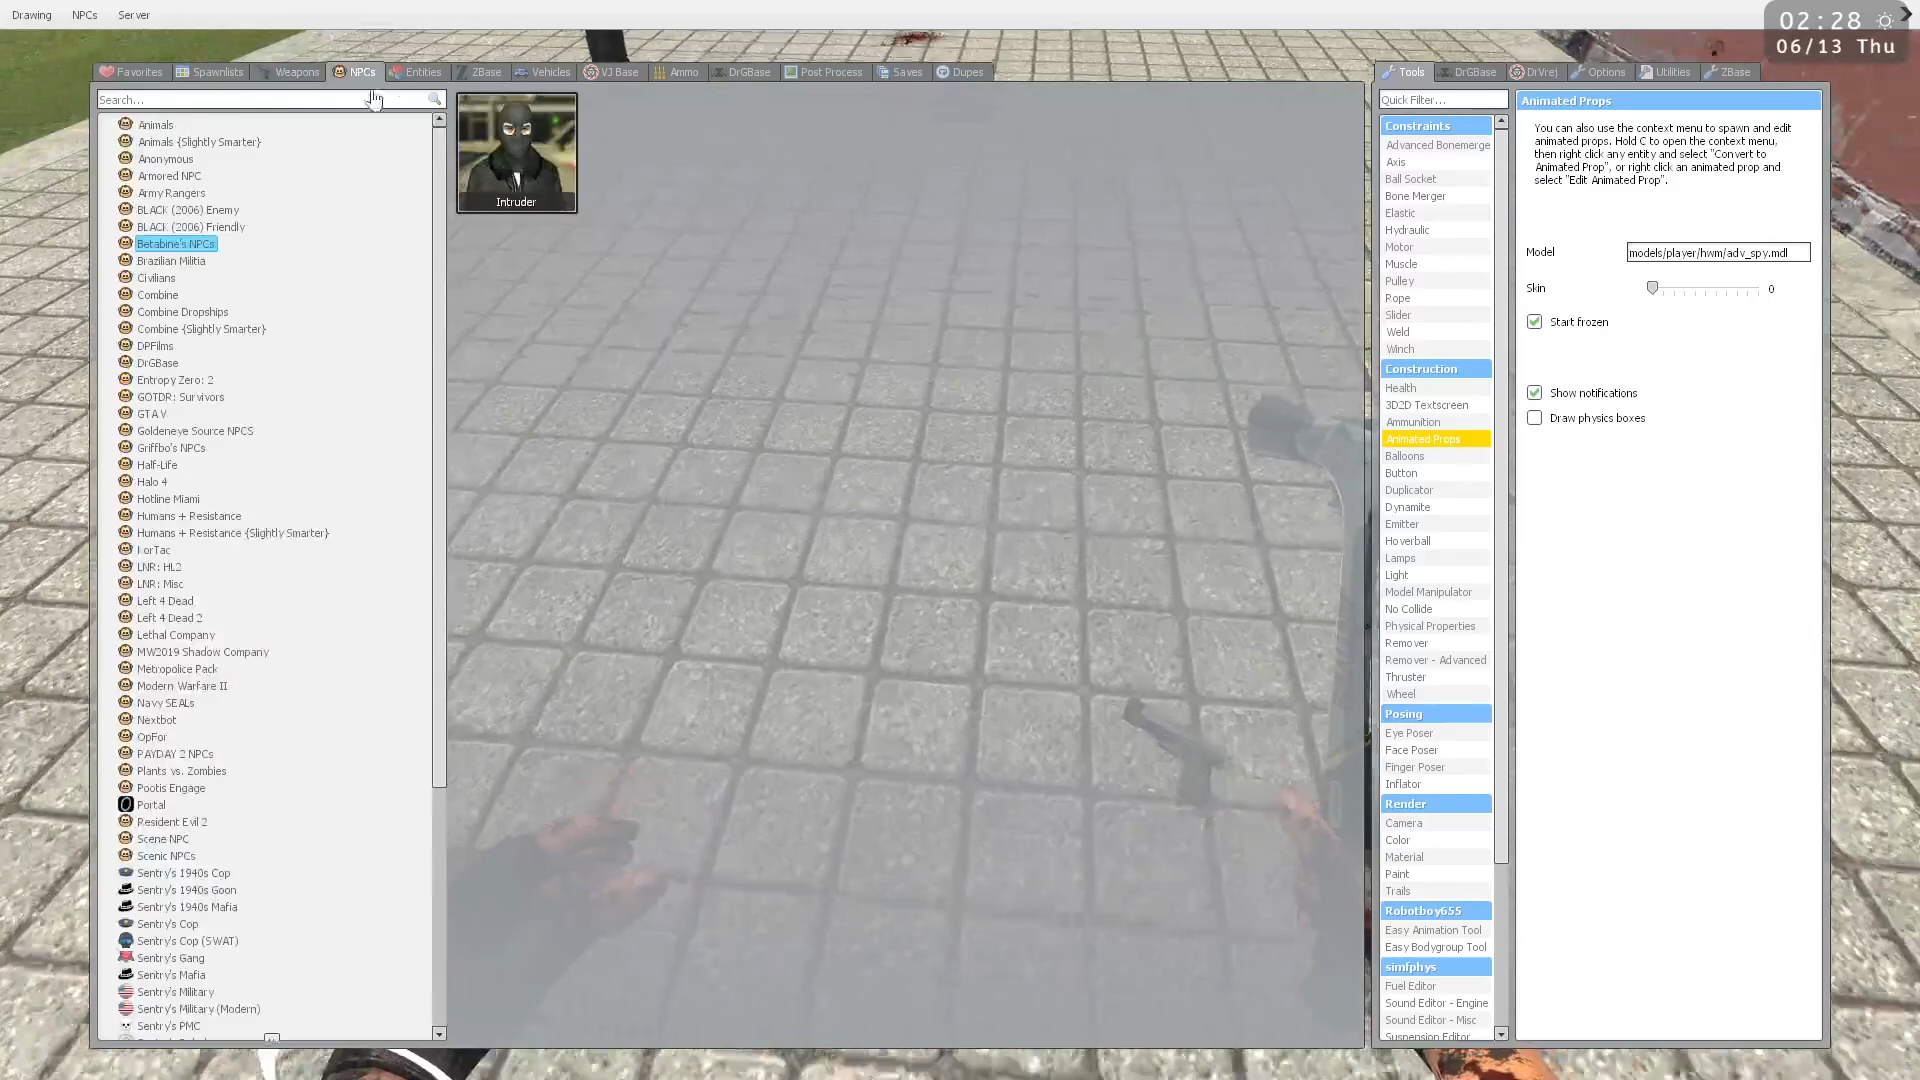 Drawing NPCs Server
02:28
06/13 Thu
Favorites Spawnlists Weapons NPCs Entities ZBase Vehicles VJ Base Ammo DrGBase Post Process Saves Dupes
Tools DrGBase DrVrej Options Utilities ZBase
Search...
Animals
Animals {Slightly Smarter}
Anonymous
Armored NPC
Army Rangers
BLACK (2006) Enemy
BLACK (2006) Friendly
Betabine's NPCs
Brazilian Militia
Civilians
Combine
Combine Dropships
Combine {Slightly Smarter}
DPFilms
DrGBase
Entropy Zero: 2
GOTDR: Survivors
GTA V
Goldeneye Source NPCS
Griffbo's NPCs
Half-Life
Halo 4
Hotline Miami
Humans + Resistance
Humans + Resistance {Slightly Smarter}
KorTac
LNR: HL2
LNR: Misc
Left 4 Dead
Left 4 Dead 2
Lethal Company
MW2019 Shadow Company
Metropolice Pack
Modern Warfare II
Navy SEALs
Nextbot
OpFor
PAYDAY 2 NPCs
Plants vs. Zombies
Pootis Engage
Portal
Resident Evil 2
Scene NPC
Scenic NPCs
Sentry's 1940s Cop
Sentry's 1940s Goon
Sentry's 1940s Mafia
Sentry's Cop
Sentry's Cop (SWAT)
Sentry's Gang
Sentry's Mafia
Sentry's Military
Sentry's Military (Modern)
Sentry's PMC
Intruder
Quick Filter...
Constraints
Advanced Bonemerge
Axis
Ball Socket
Bone Merger
Elastic
Hydraulic
Motor
Muscle
Pulley
Rope
Slider
Weld
Winch
Construction
Health
3D2D Textscreen
Ammunition
Animated Props
Balloons
Button
Duplicator
Dynamite
Emitter
Hoverball
Lamps
Light
Model Manipulator
No Collide
Physical Properties
Remover
Remover - Advanced
Thruster
Wheel
Posing
Eye Poser
Face Poser
Finger Poser
Inflator
Render
Camera
Color
Material
Paint
Trails
Robotboy655
Easy Animation Tool
Easy Bodygroup Tool
simfphys
Fuel Editor
Sound Editor - Engine
Sound Editor - Misc
Suspension Editor
Animated Props
You can also use the context menu to spawn and edit
animated props. Hold C to open the context menu,
then right click any entity and select "Convert to
Animated Prop", or right click an animated prop and
select "Edit Animated Prop".
Model models/player/hwm/adv_spy.mdl
Skin 0
Start frozen
Show notifications
Draw physics boxes